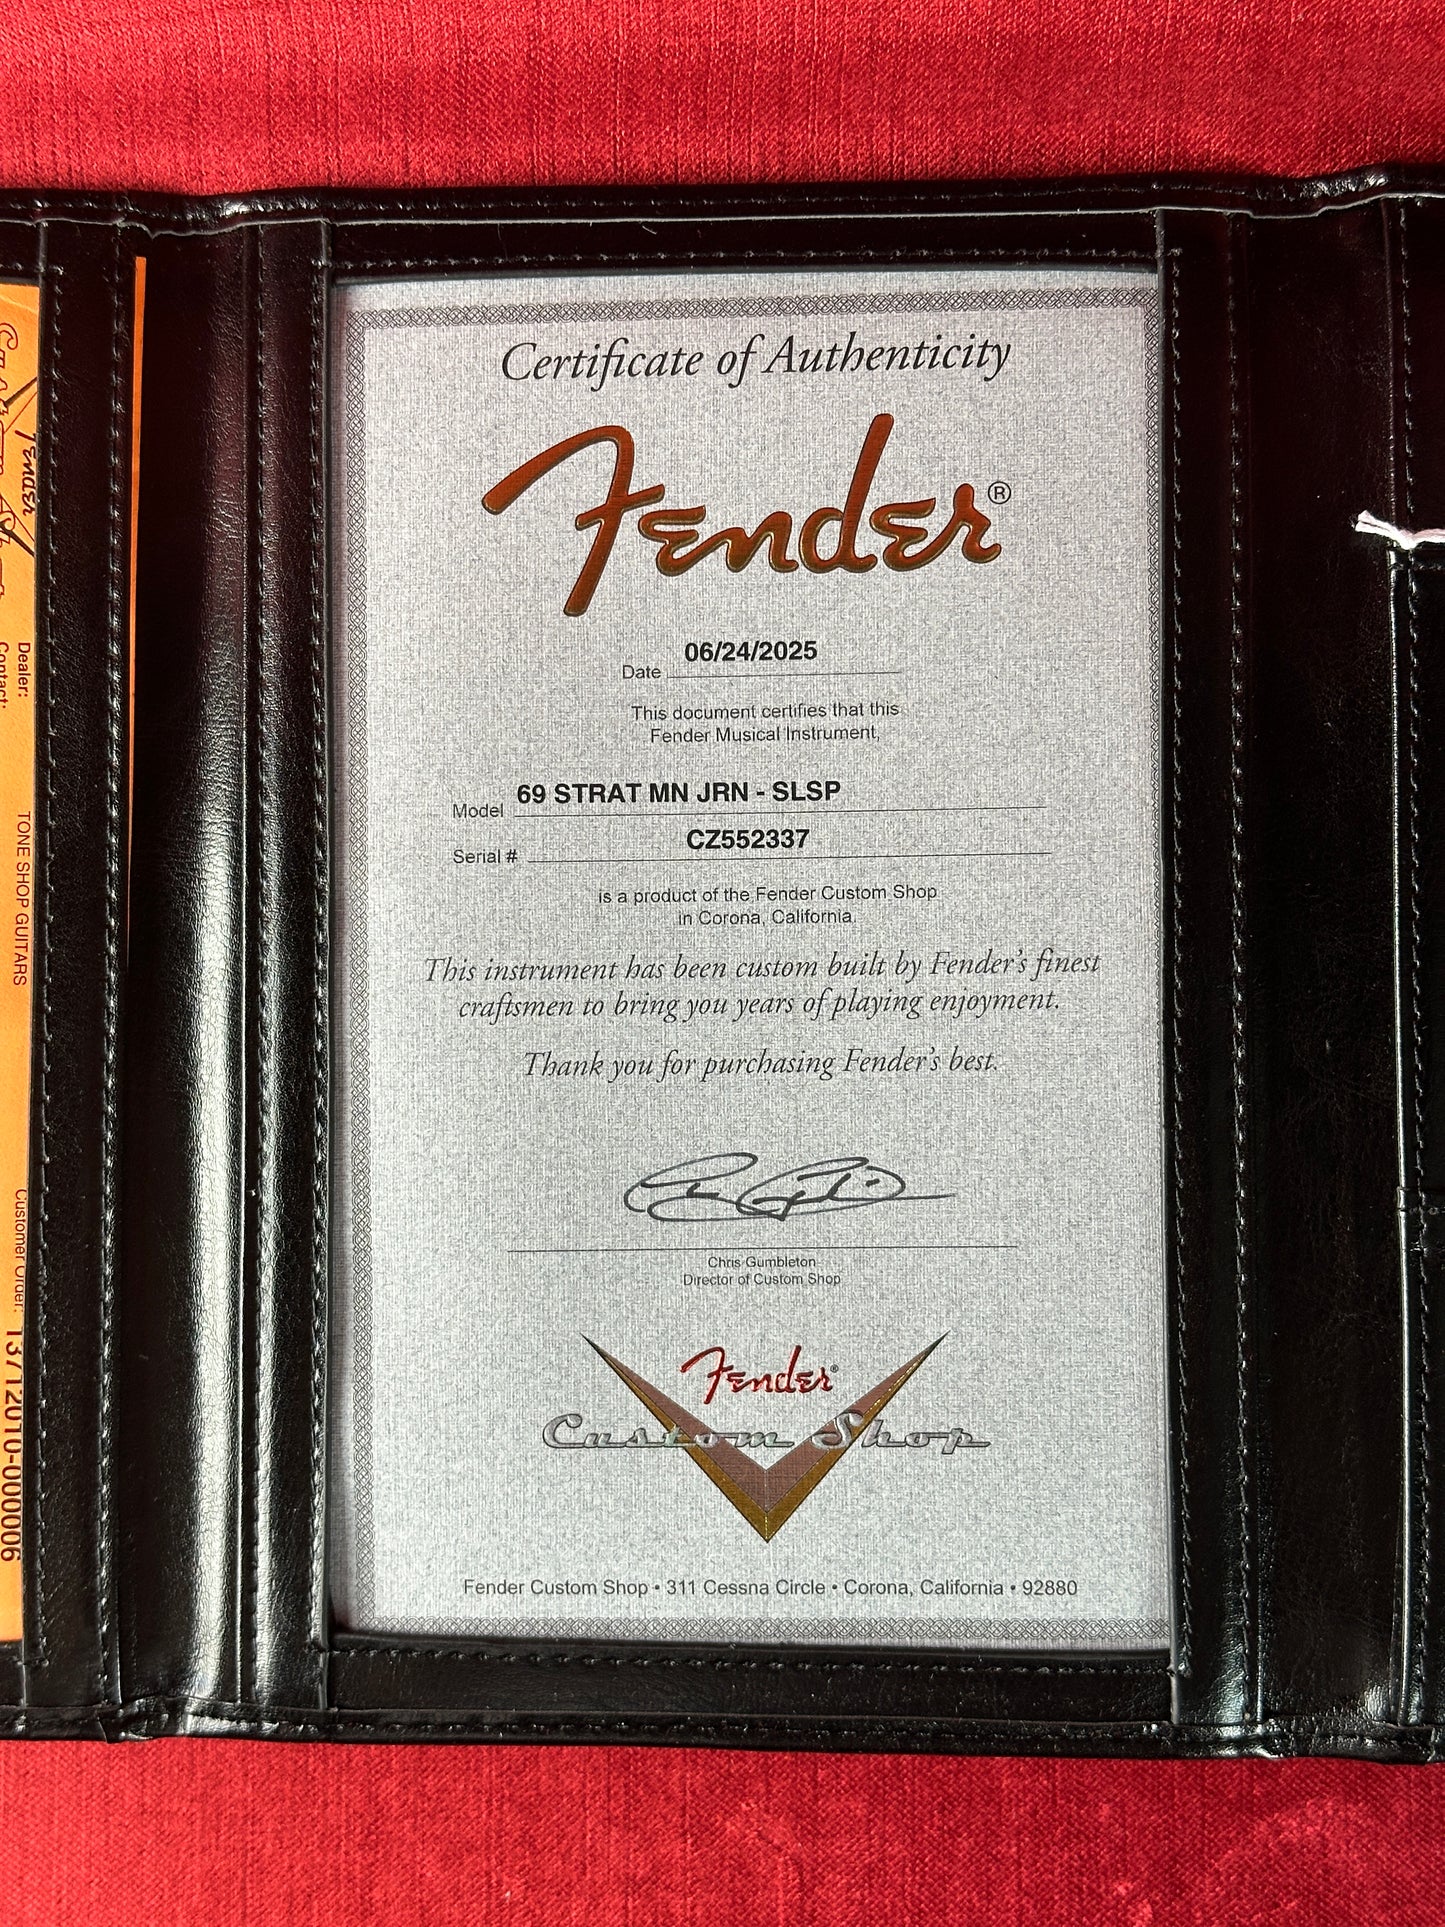 Fender
Dealer:
Contact:
TONE SHOP GUITARS
Customer Order:
Certificate of Authenticity
Fender®
Date 06/24/2025
This document certifies that this
Fender Musical Instrument,
Model 69 STRAT MN JRN - SLSP
Serial # CZ552337
is a product of the Fender Custom Shop
in Corona, California.
This instrument has been custom built by Fender's finest
craftsmen to bring you years of playing enjoyment.
Thank you for purchasing Fender's best.
Chris Gumbleton
Director of Custom Shop
Fender®
Custom Shop
Fender Custom Shop • 311 Cessna Circle • Corona, California • 92880